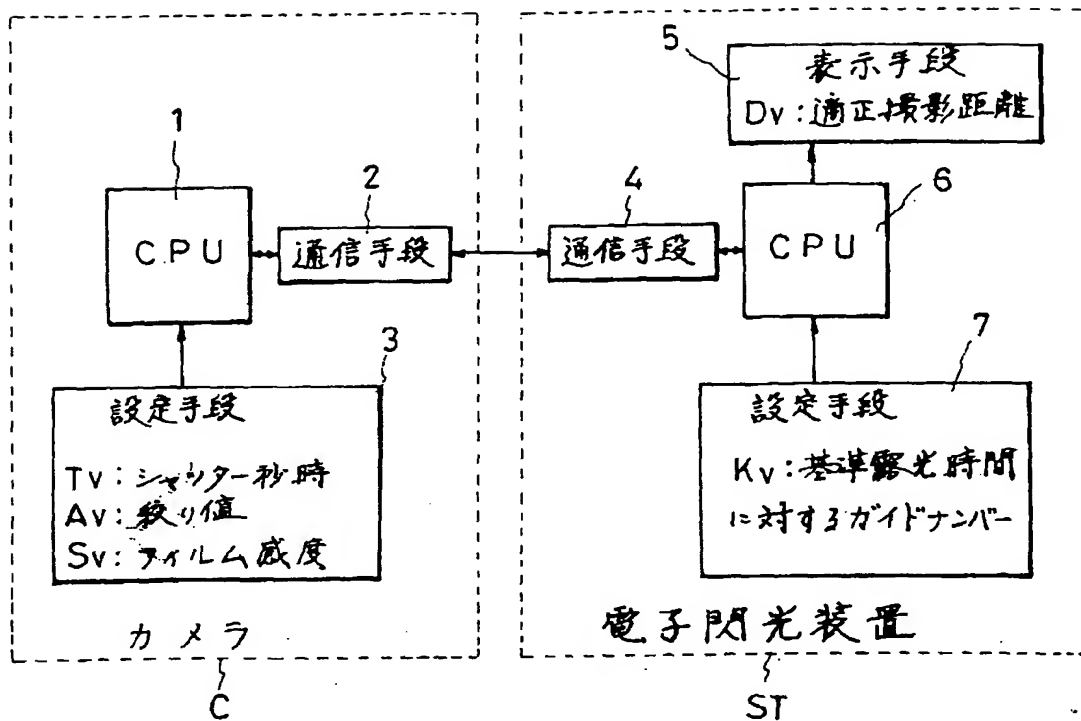 1
CPU
2
通信手段
3
設定手段
Tv:シャッター秒時
Av:絞り値
Sv:フィルム感度
カメラ
C
5
表示手段
Dv:適正撮影距離
4
通信手段
6
CPU
7
設定手段
Kv:基準露光時間
に対するガイドナンバー
電子閃光装置
ST